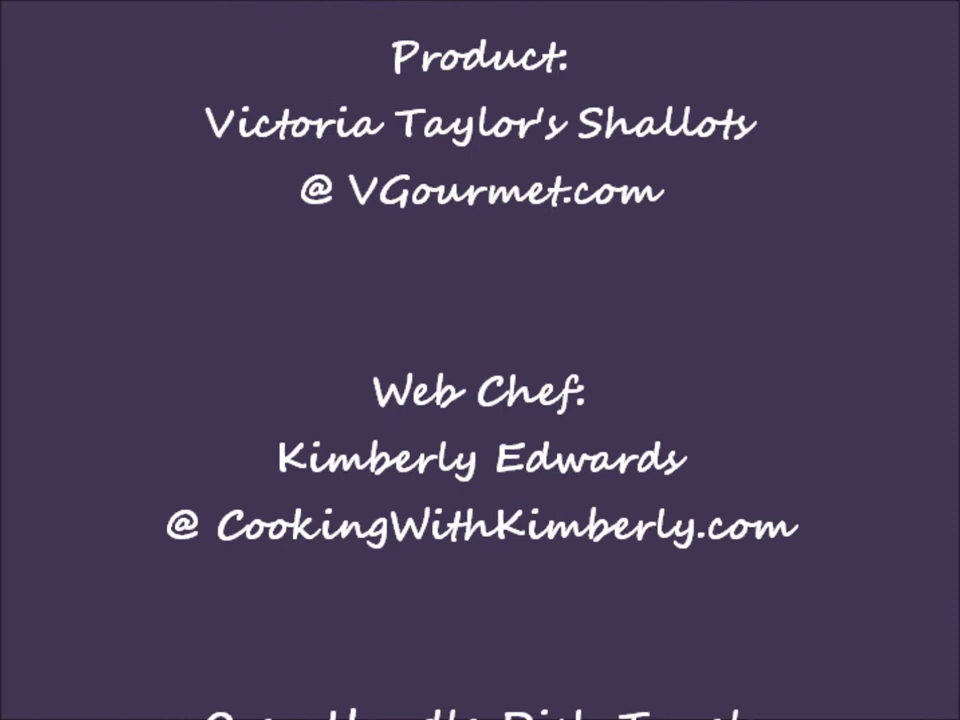 Product:
Victoria Taylor's Shallots
@ VGourmet.com
Web Chef:
Kimberly Edwards
@ CookingWithKimberly.com